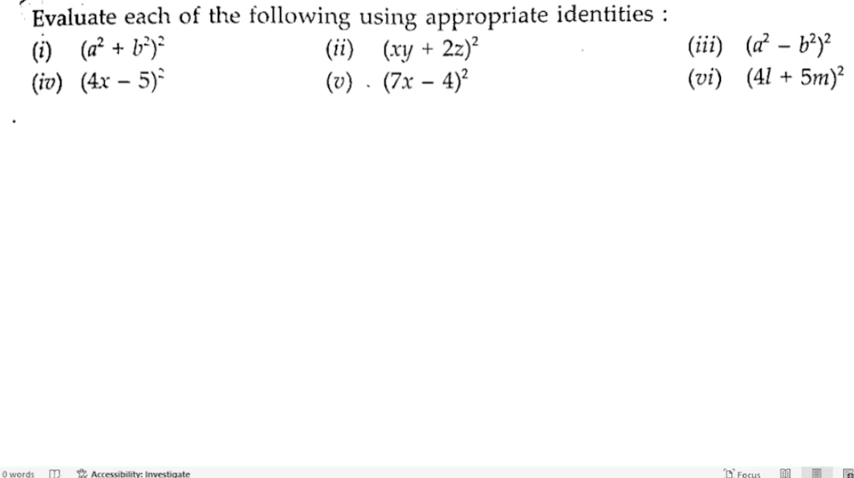 Evaluate each of the following using appropriate identities :
(i) (a² + b²)² (ii) (xy + 2z)² (iii) (a² – b²)²
(iv) (4x – 5)² (v) . (7x – 4)² (vi) (4l + 5m)²
0 words Accessibility: Investigate Focus